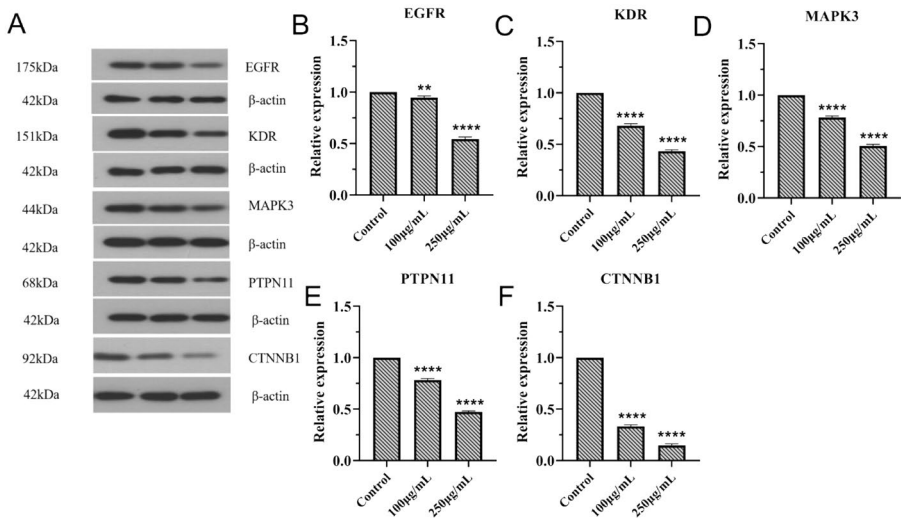 A
175kDa EGFR
42kDa β-actin
151kDa KDR
42kDa β-actin
44kDa MAPK3
42kDa β-actin
68kDa PTPN11
42kDa β-actin
92kDa CTNNB1
42kDa β-actin
B
EGFR
Relative expression
1.5
1.0
0.5
0.0
**
****
Control
100μg/mL
250μg/mL
C
KDR
Relative expression
1.5
1.0
0.5
0.0
****
****
Control
100μg/mL
250μg/mL
D
MAPK3
Relative expression
1.5
1.0
0.5
0.0
****
****
Control
100μg/mL
250μg/mL
E
PTPN11
Relative expression
1.5
1.0
0.5
0.0
****
****
Control
100μg/mL
250μg/mL
F
CTNNB1
Relative expression
1.5
1.0
0.5
0.0
****
****
Control
100μg/mL
250μg/mL